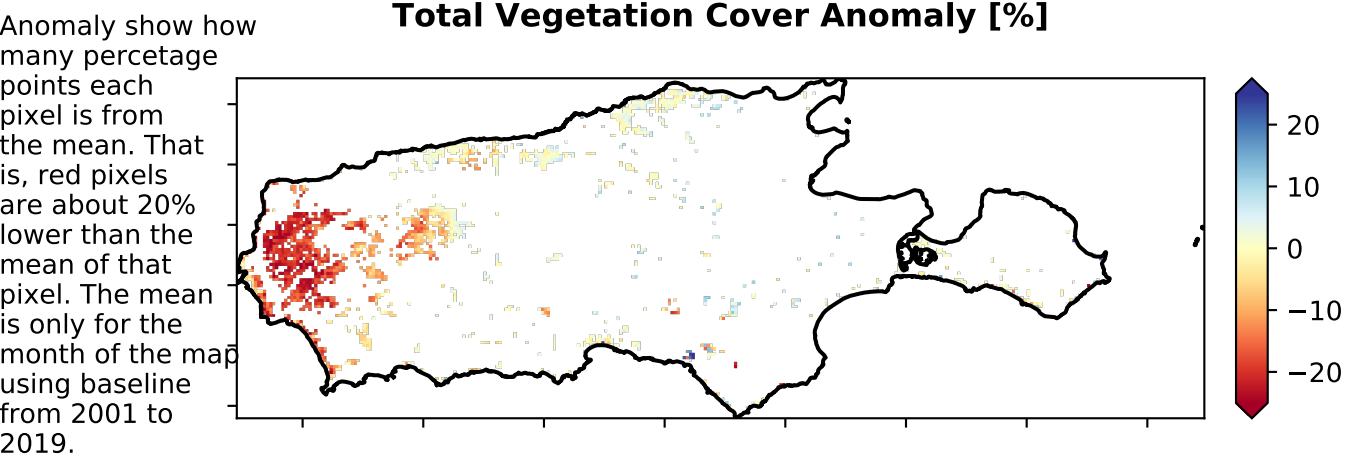 Total Vegetation Cover Anomaly [%]
Anomaly show how
many percetage
points each
pixel is from
the mean. That
is, red pixels
are about 20%
lower than the
mean of that
pixel. The mean
is only for the
month of the map
using baseline
from 2001 to
2019.
20
10
0
−10
−20